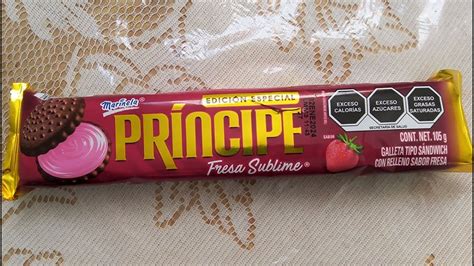 Marinela
EDICIÓN ESPECIAL
PRÍNCIPE
Fresa Sublime®
SABOR
EXCESO
CALORÍAS
EXCESO
AZÚCARES
EXCESO
GRASAS
SATURADAS
SECRETARÍA DE SALUD
CONT. NET. 105 g
GALLETA TIPO SÁNDWICH
CON RELLENO SABOR FRESA